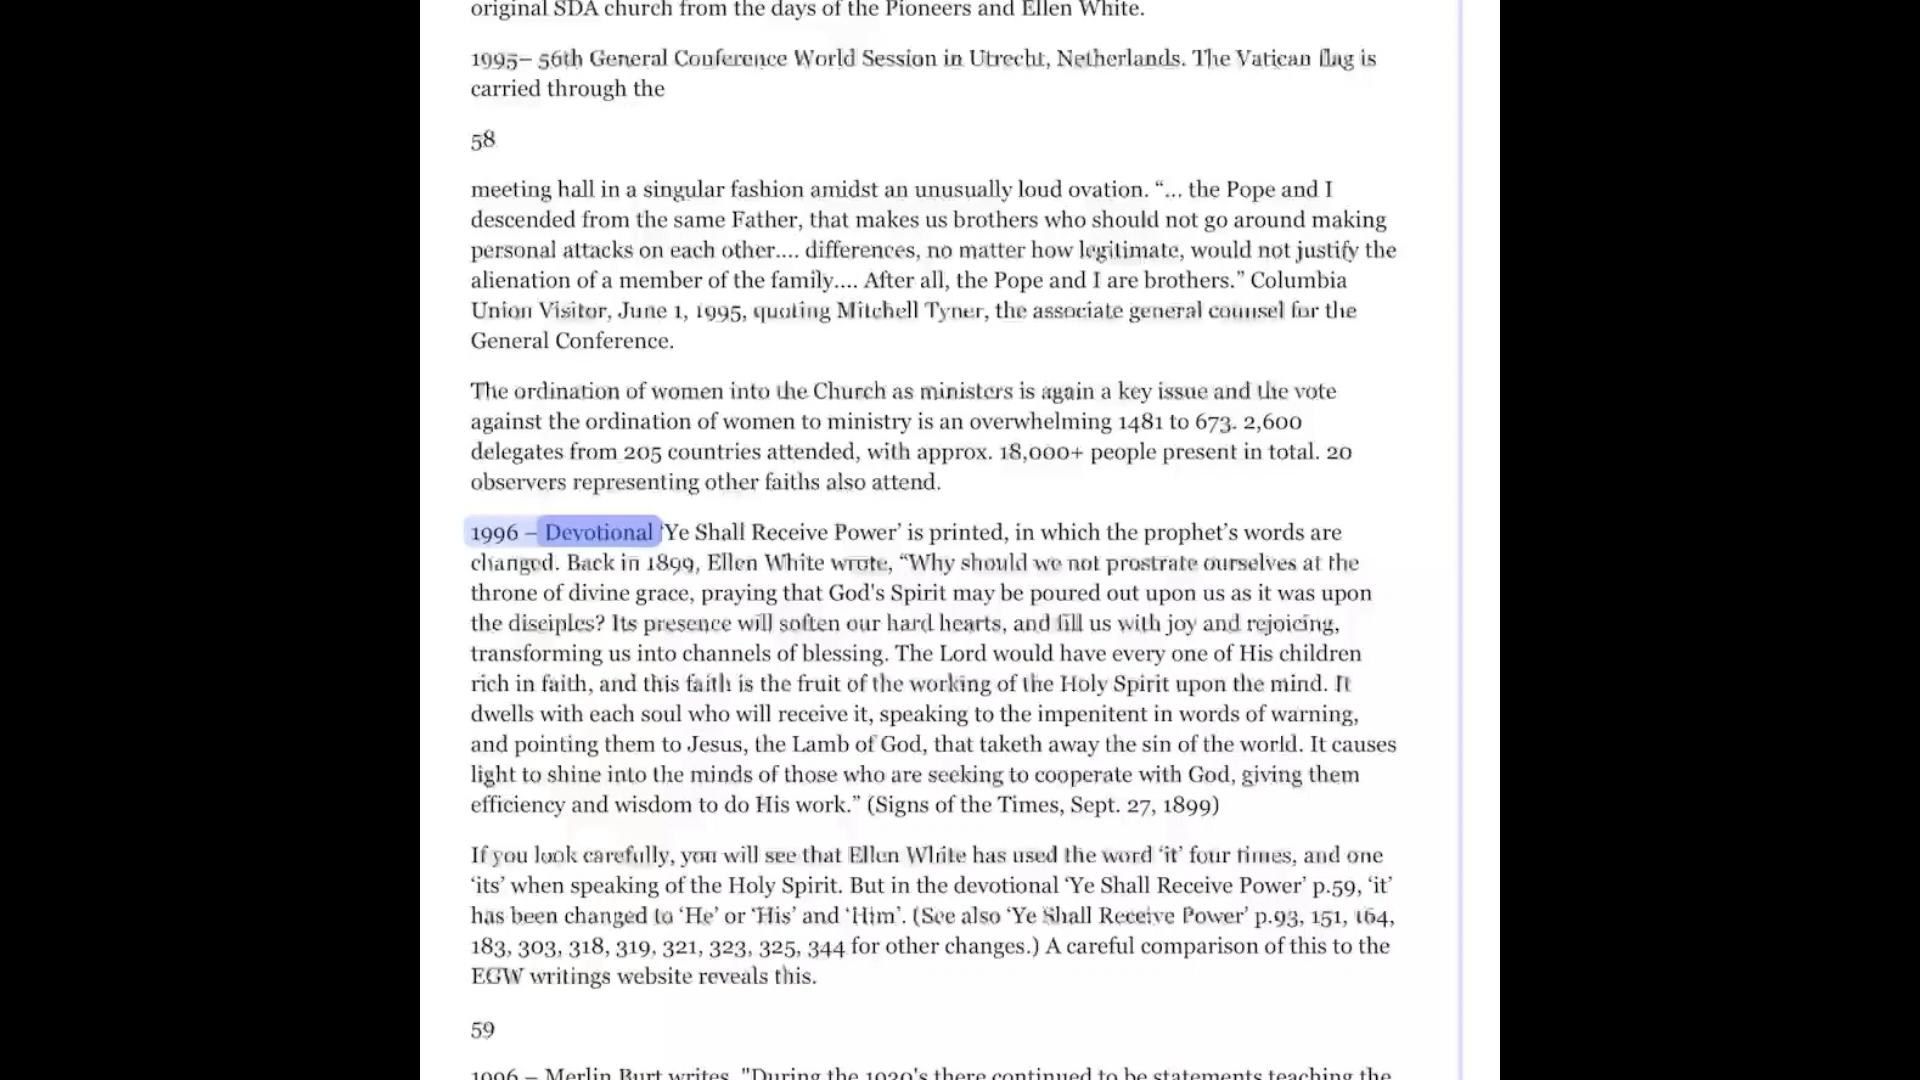 original SDA church from the days of the Pioneers and Ellen White.
1995– 56th General Conference World Session in Utrecht, Netherlands. The Vatican flag is
carried through the
58
meeting hall in a singular fashion amidst an unusually loud ovation. “... the Pope and I
descended from the same Father, that makes us brothers who should not go around making
personal attacks on each other.... differences, no matter how legitimate, would not justify the
alienation of a member of the family.... After all, the Pope and I are brothers.” Columbia
Union Visitor, June 1, 1995, quoting Mitchell Tyner, the associate general counsel for the
General Conference.
The ordination of women into the Church as ministers is again a key issue and the vote
against the ordination of women to ministry is an overwhelming 1481 to 673. 2,600
delegates from 205 countries attended, with approx. 18,000+ people present in total. 20
observers representing other faiths also attend.
1996 – Devotional ‘Ye Shall Receive Power’ is printed, in which the prophet’s words are
changed. Back in 1899, Ellen White wrote, “Why should we not prostrate ourselves at the
throne of divine grace, praying that God's Spirit may be poured out upon us as it was upon
the disciples? Its presence will soften our hard hearts, and fill us with joy and rejoicing,
transforming us into channels of blessing. The Lord would have every one of His children
rich in faith, and this faith is the fruit of the working of the Holy Spirit upon the mind. It
dwells with each soul who will receive it, speaking to the impenitent in words of warning,
and pointing them to Jesus, the Lamb of God, that taketh away the sin of the world. It causes
light to shine into the minds of those who are seeking to cooperate with God, giving them
efficiency and wisdom to do His work.” (Signs of the Times, Sept. 27, 1899)
If you look carefully, you will see that Ellen White has used the word ‘it’ four times, and one
‘its’ when speaking of the Holy Spirit. But in the devotional ‘Ye Shall Receive Power’ p.59, ‘it’
has been changed to ‘He’ or ‘His’ and ‘Him’. (See also ‘Ye Shall Receive Power’ p.93, 151, 164,
183, 303, 318, 319, 321, 323, 325, 344 for other changes.) A careful comparison of this to the
EGW writings website reveals this.
59
1996 – Merlin Burt writes, "During the 1920's there continued to be statements teaching the